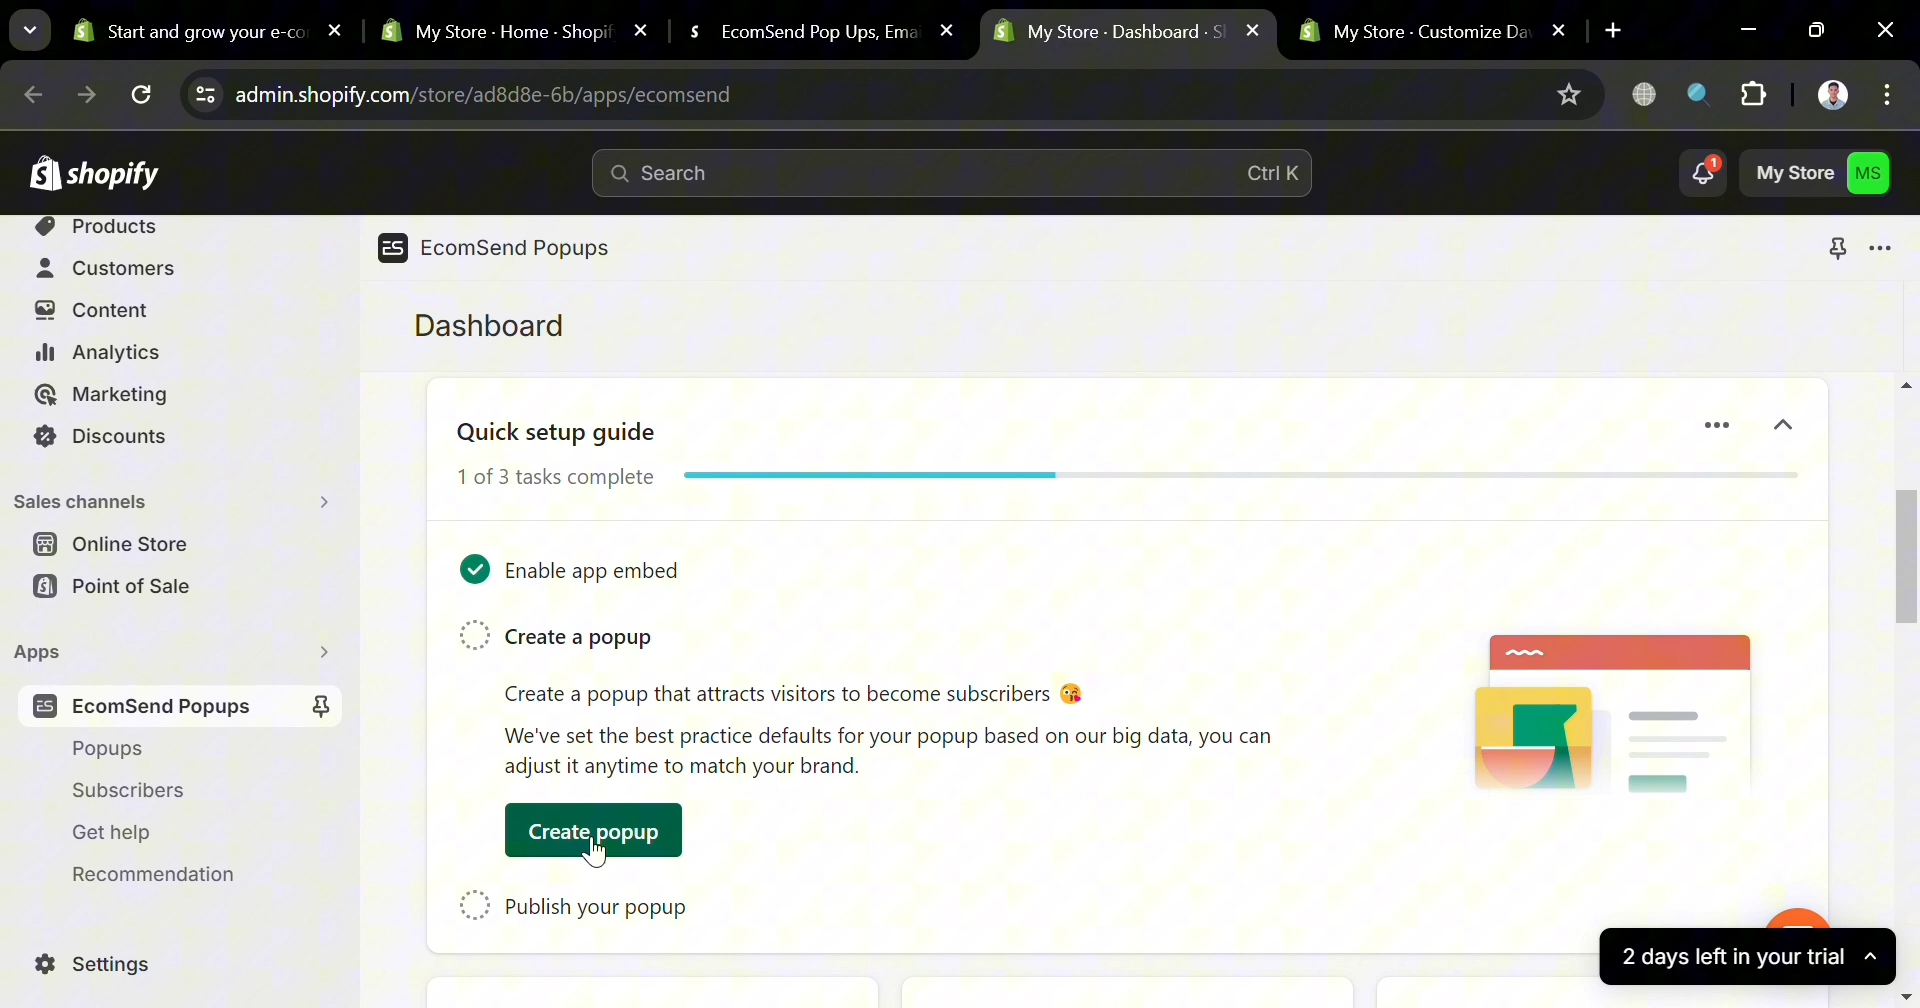 Start and grow your e-co
My Store · Home · Shopif
EcomSend Pop Ups, Emai
My Store · Dashboard · S
My Store · Customize Da
admin.shopify.com/store/ad8d8e-6b/apps/ecomsend
shopify
Search
Ctrl K
1
My Store
MS
Products
Customers
Content
Analytics
Marketing
Discounts
Sales channels
Online Store
Point of Sale
Apps
EcomSend Popups
Popups
Subscribers
Get help
Recommendation
Settings
ES
EcomSend Popups
Dashboard
Quick setup guide
1 of 3 tasks complete
Enable app embed
Create a popup
Create a popup that attracts visitors to become subscribers 😘
We've set the best practice defaults for your popup based on our big data, you can
adjust it anytime to match your brand.
Create popup
Publish your popup
2 days left in your trial